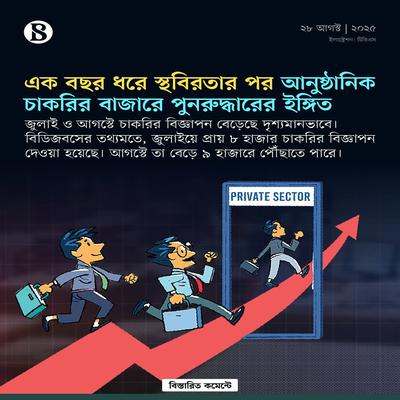 ২৮ আগস্ট | ২০২৫
ইলাস্ট্রেশন: টিবিএস
এক বছর ধরে স্থবিরতার পর আনুষ্ঠানিক
চাকরির বাজারে পুনরুদ্ধারের ইঙ্গিত
জুলাই ও আগস্টে চাকরির বিজ্ঞাপন বেড়েছে দৃশ্যমানভাবে।
বিডিজবসের তথ্যমতে, জুলাইয়ে প্রায় ৮ হাজার চাকরির বিজ্ঞাপন
দেওয়া হয়েছে। আগস্টে তা বেড়ে ৯ হাজারে পৌঁছাতে পারে।
PRIVATE SECTOR
বিস্তারিত কমেন্টে